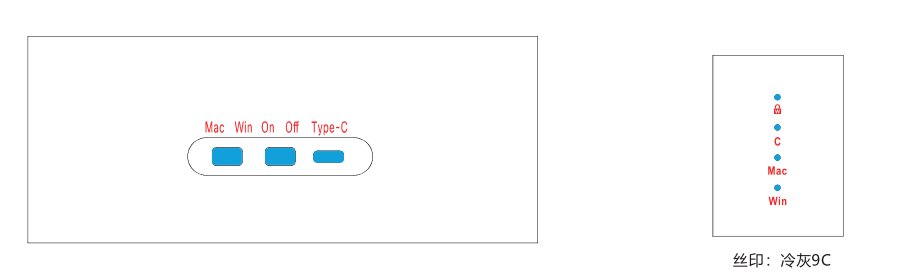 Mac Win On Off Type-C
C
Mac
Win
丝印：冷灰9C